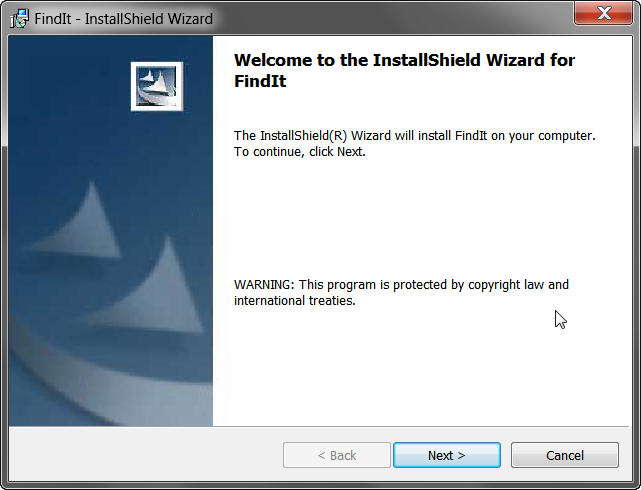 FindIt - InstallShield Wizard
Welcome to the InstallShield Wizard for
FindIt
The InstallShield(R) Wizard will install FindIt on your computer.
To continue, click Next.
WARNING: This program is protected by copyright law and
international treaties.
< Back
Next >
Cancel